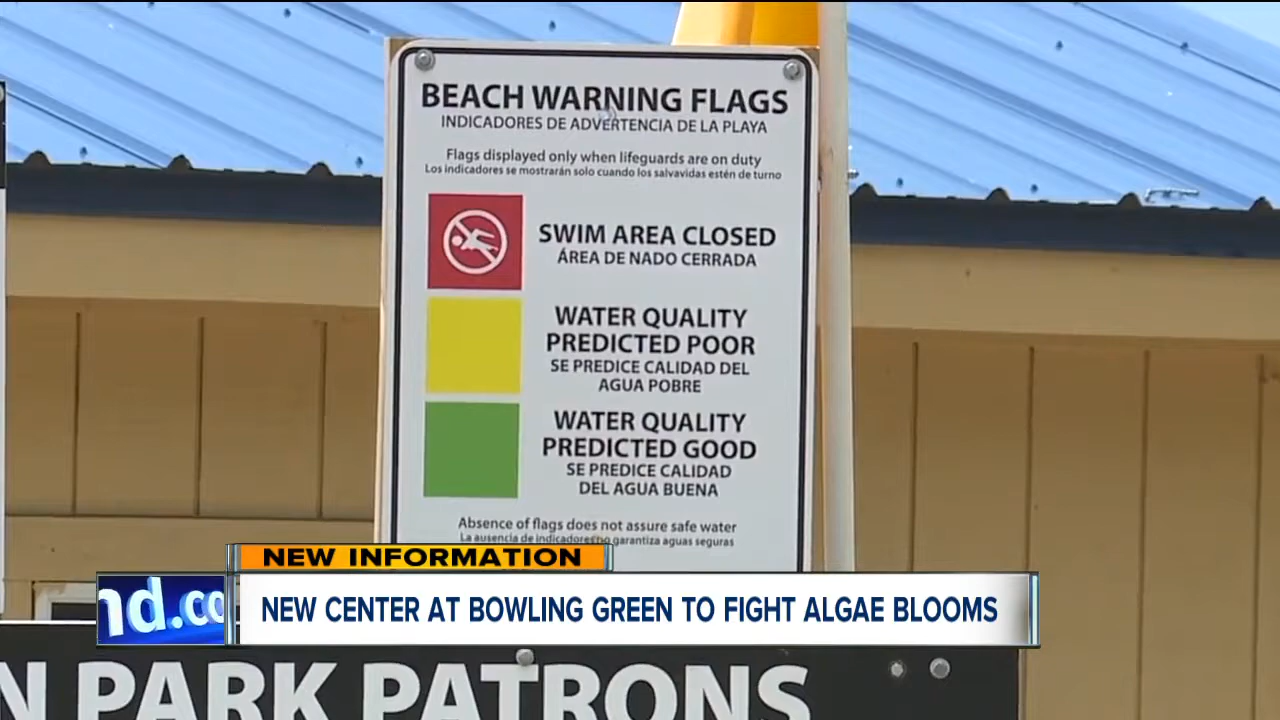 BEACH WARNING FLAGS
INDICADORES DE ADVERTENCIA DE LA PLAYA
Flags displayed only when lifeguards are on duty
Los indicadores se mostrarán solo cuando los salvavidas estén de turno
SWIM AREA CLOSED
ÁREA DE NADO CERRADA
WATER QUALITY
PREDICTED POOR
SE PREDICE CALIDAD DEL
AGUA POBRE
WATER QUALITY
PREDICTED GOOD
SE PREDICE CALIDAD
DEL AGUA BUENA
Absence of flags does not assure safe water
La ausencia de indicadores no garantiza aguas seguras
NEW INFORMATION
nd.co
NEW CENTER AT BOWLING GREEN TO FIGHT ALGAE BLOOMS
N PARK PATRONS